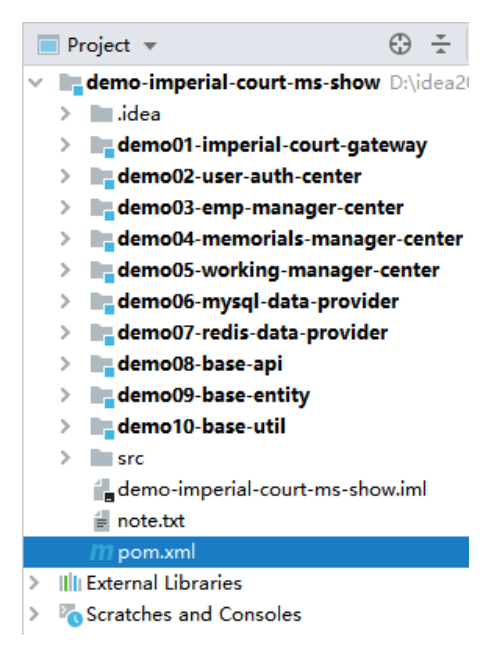 Project
demo-imperial-court-ms-show D:\idea2
.idea
demo01-imperial-court-gateway
demo02-user-auth-center
demo03-emp-manager-center
demo04-memorials-manager-center
demo05-working-manager-center
demo06-mysql-data-provider
demo07-redis-data-provider
demo08-base-api
demo09-base-entity
demo10-base-util
src
demo-imperial-court-ms-show.iml
note.txt
m pom.xml
External Libraries
Scratches and Consoles